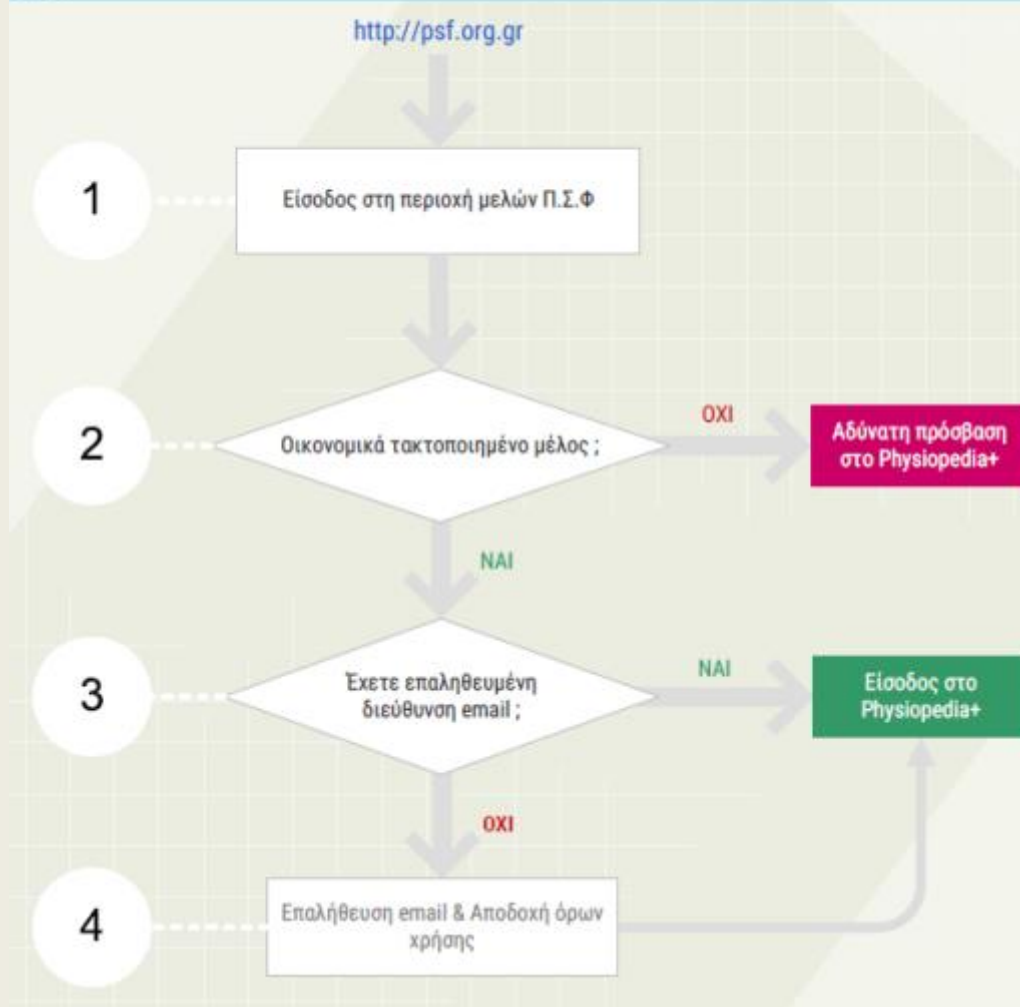 http://psf.org.gr
1
Είσοδος στη περιοχή μελών Π.Σ.Φ
2
Οικονομικά τακτοποιημένο μέλος ;
ΟΧΙ
Αδύνατη πρόσβαση
στο Physiopedia+
ΝΑΙ
3
Έχετε επαληθευμένη
διεύθυνση email ;
ΝΑΙ
Είσοδος στο
Physiopedia+
ΟΧΙ
4
Επαλήθευση email & Αποδοχή όρων
χρήσης